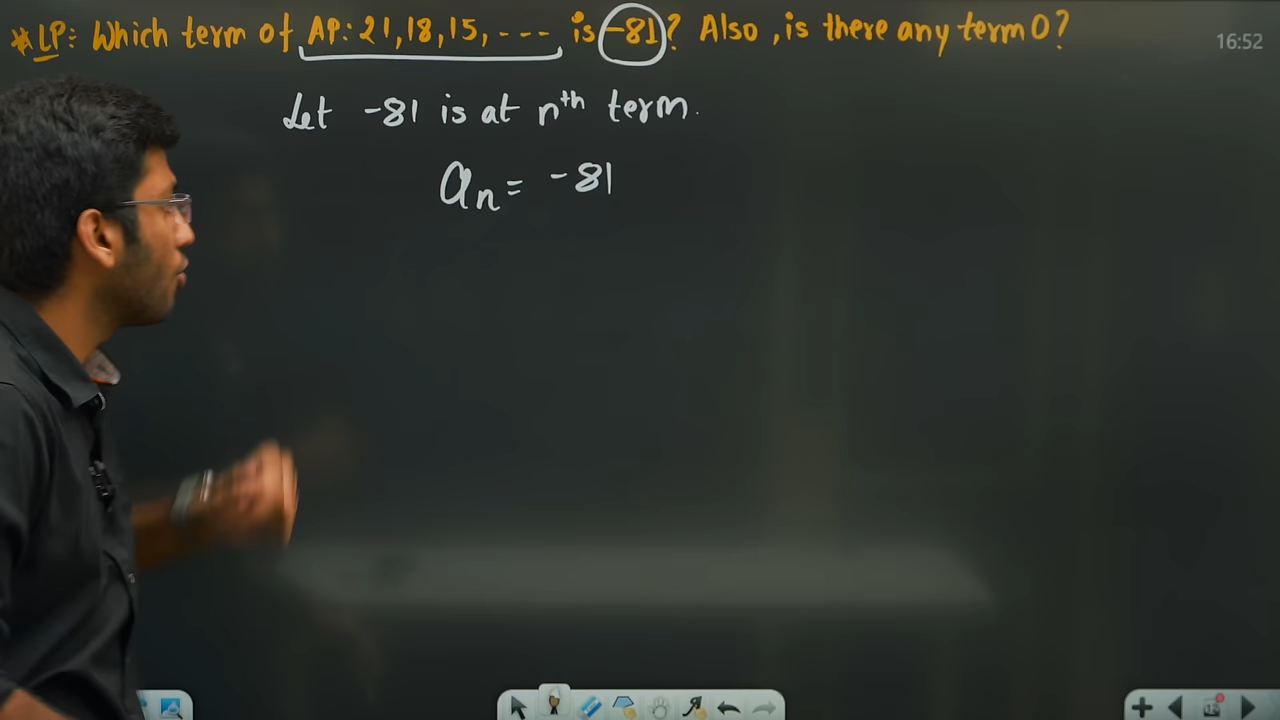 * LP: Which term of AP: 21, 18, 15, --- is -81? Also, is there any term 0?
16:52
Let -81 is at nth term.
an = -81